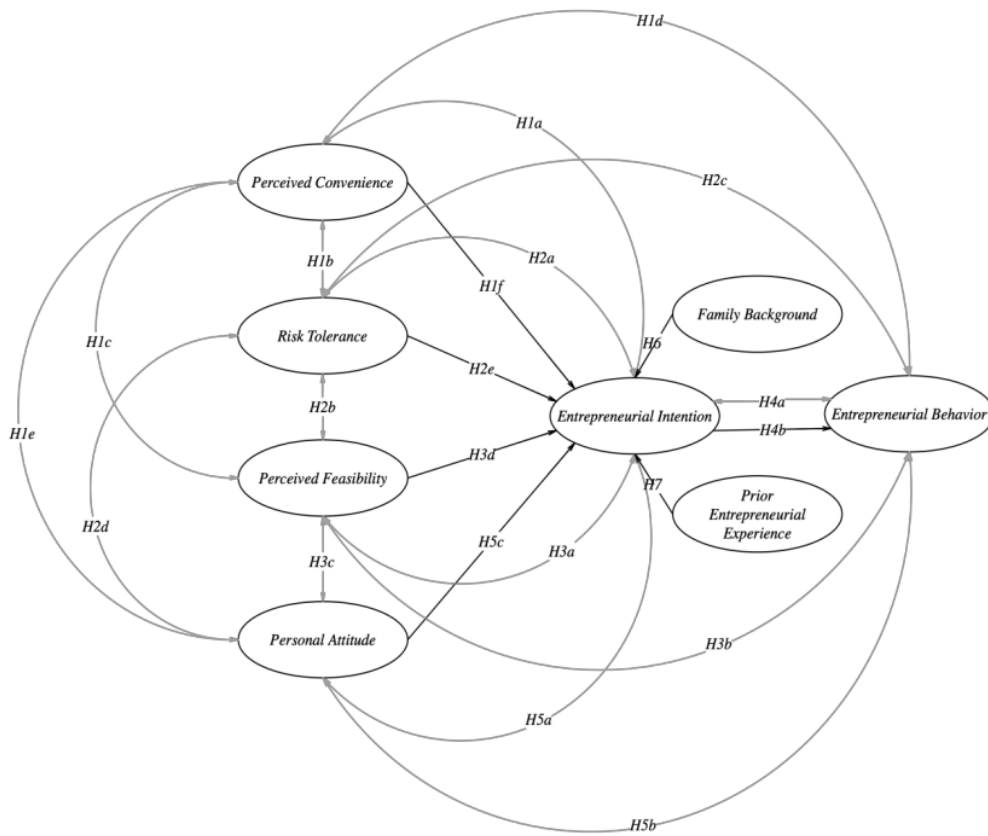 H1d
H1a
Perceived Convenience
H2c
H1b
H2a
H1f
Family Background
Risk Tolerance
H1c
H6
H2e
H4a
H2b
Entrepreneurial Intention
Entrepreneurial Behavior
H1e
H4b
H3d
Perceived Feasibility
H7
Prior
Entrepreneurial
Experience
H2d
H5c
H3a
H3c
Personal Attitude
H3b
H5a
H5b